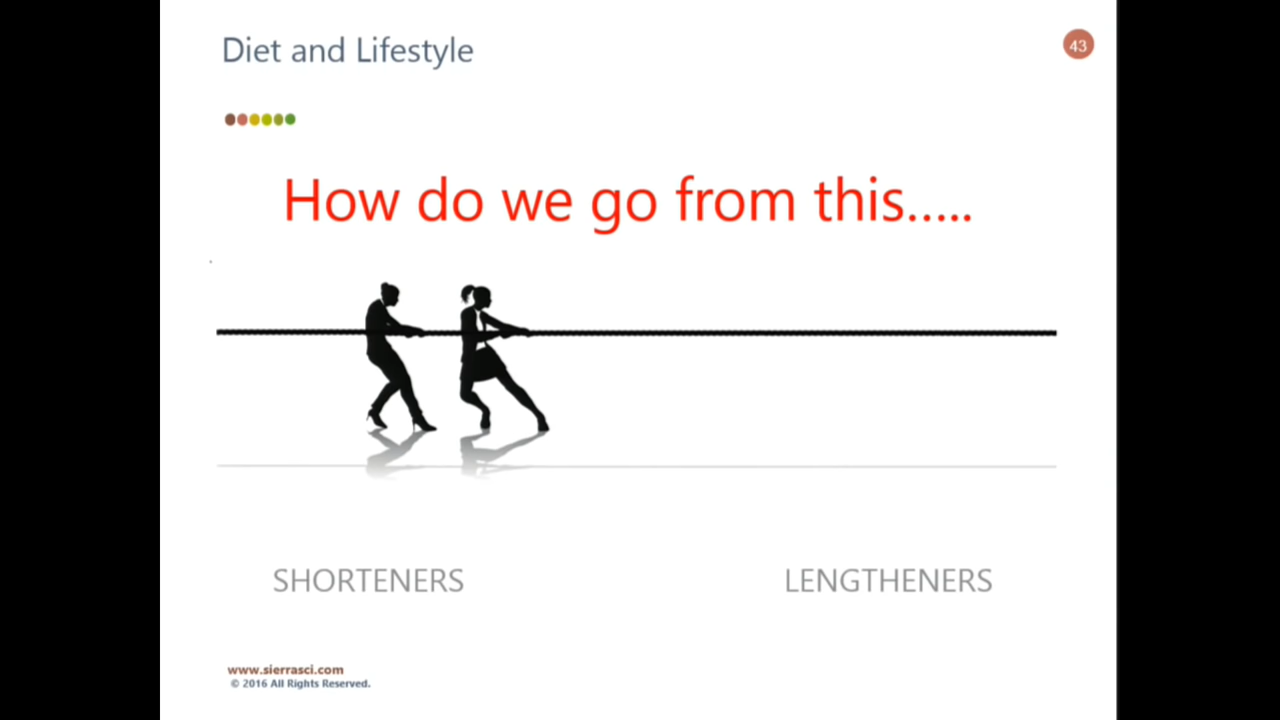 Diet and Lifestyle
43
How do we go from this.....
SHORTENERS
LENGTHENERS
www.sierrasci.com
© 2016 All Rights Reserved.